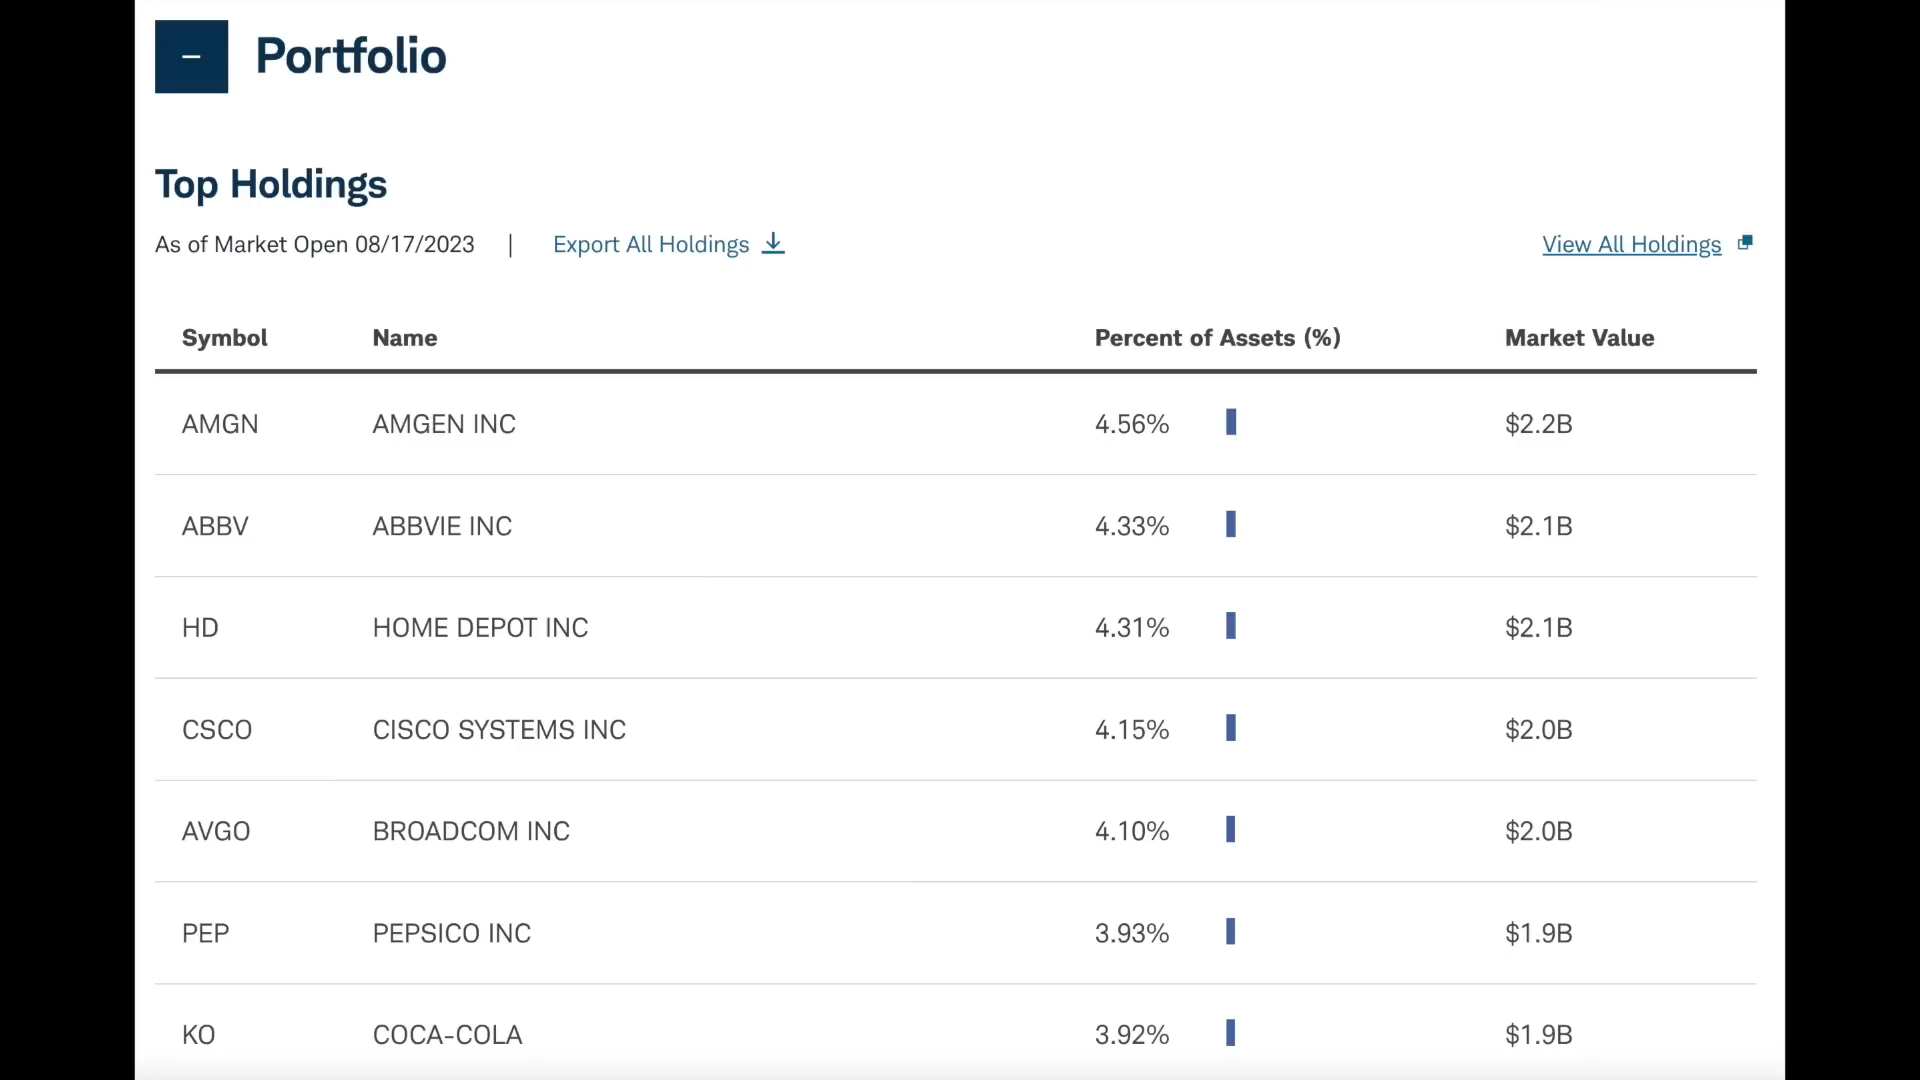 Portfolio
Top Holdings
As of Market Open 08/17/2023 | Export All Holdings View All Holdings
Symbol Name Percent of Assets (%) Market Value
AMGN AMGEN INC 4.56% $2.2B
ABBV ABBVIE INC 4.33% $2.1B
HD HOME DEPOT INC 4.31% $2.1B
CSCO CISCO SYSTEMS INC 4.15% $2.0B
AVGO BROADCOM INC 4.10% $2.0B
PEP PEPSICO INC 3.93% $1.9B
KO COCA-COLA 3.92% $1.9B